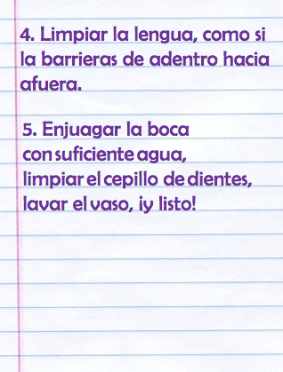 4. Limpiar la lengua, como si
la barrieras de adentro hacia
afuera.
5. Enjuagar la boca
con suficiente agua,
limpiar el cepillo de dientes,
lavar el vaso, ¡y listo!